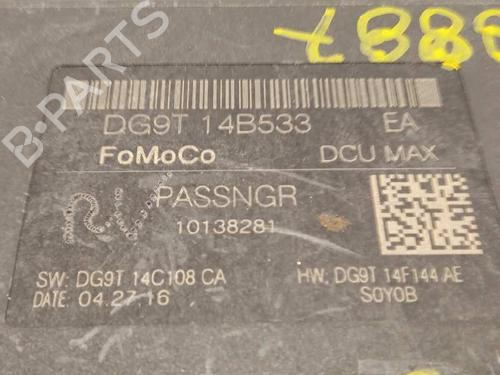 7888
B-PARTS
DG9T 14B533 EA
FoMoCo DCU MAX
PASSNGR
10138281
SW: DG9T 14C108 CA HW: DG9T 14F144 AE
DATE: 04.27.16 S0Y0B